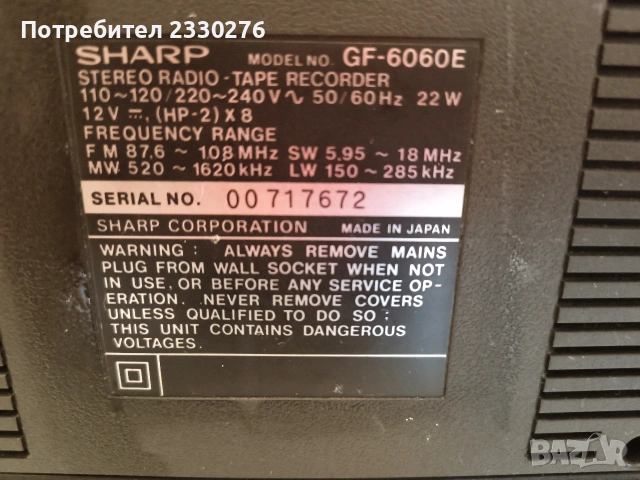 Потребител 2330276
SHARP MODEL NO. GF-6060E
STEREO RADIO-TAPE RECORDER
110~120/220~240V∿ 50/60Hz 22W
12V ⎓, (HP-2) X 8
FREQUENCY RANGE
FM 87.6 ~ 108 MHz SW 5.95 ~ 18 MHz
MW 520 ~ 1620 kHz LW 150 ~ 285 kHz
SERIAL NO. 00717672
SHARP CORPORATION MADE IN JAPAN
WARNING: ALWAYS REMOVE MAINS
PLUG FROM WALL SOCKET WHEN NOT
IN USE, OR BEFORE ANY SERVICE OP-
ERATION. NEVER REMOVE COVERS
UNLESS QUALIFIED TO DO SO;
THIS UNIT CONTAINS DANGEROUS
VOLTAGES.
BAZAR